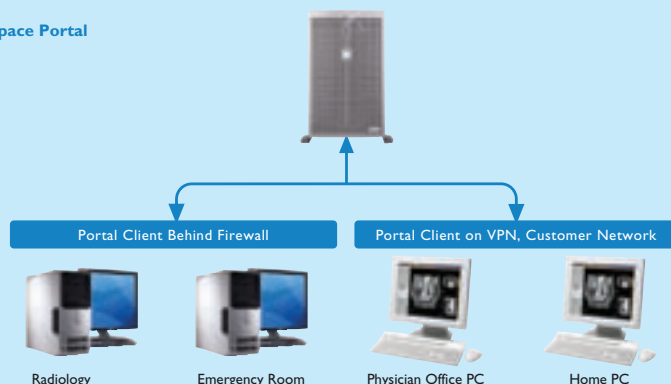 pace Portal
Portal Client Behind Firewall
Portal Client on VPN, Customer Network
Radiology
Emergency Room
Physician Office PC
Home PC